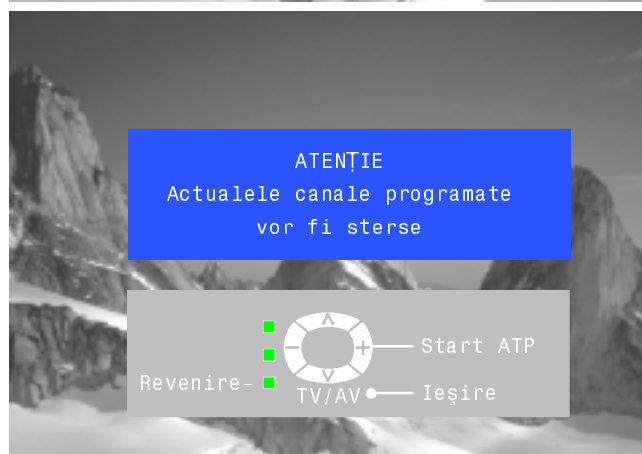 ATENȚIE
Actualele canale programate
vor fi sterse
Start ATP
Revenire
TV/AV
Ieşire